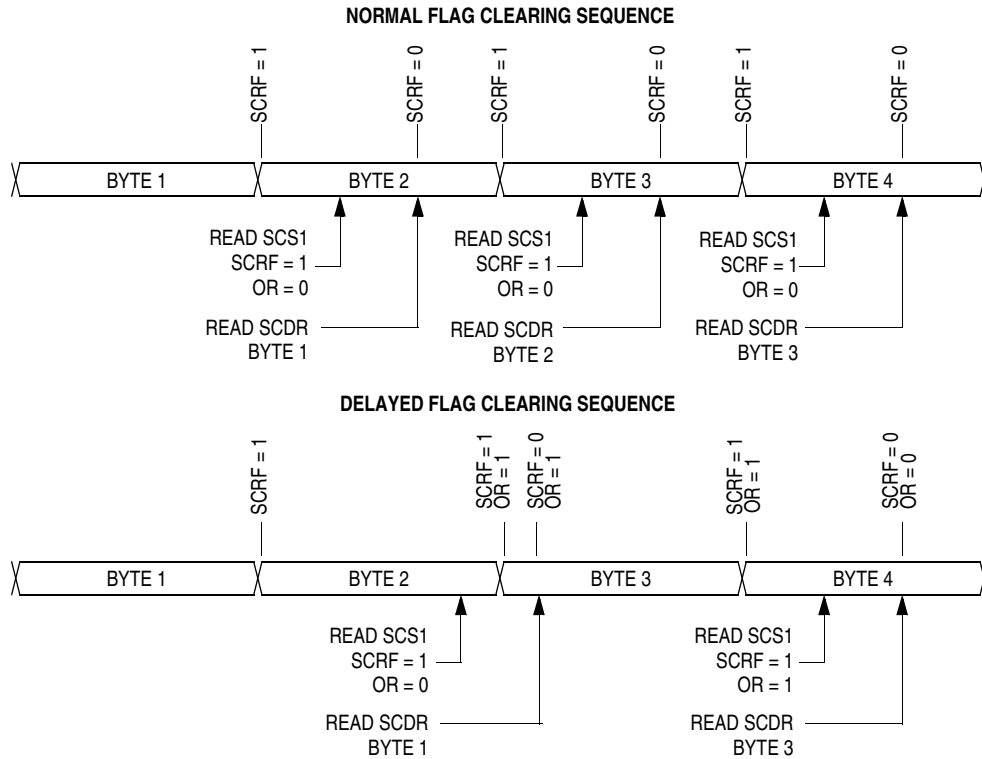 NORMAL FLAG CLEARING SEQUENCE
SCRF = 1
SCRF = 0
SCRF = 1
SCRF = 0
SCRF = 1
SCRF = 0
BYTE 1
BYTE 2
BYTE 3
BYTE 4
READ SCS1
SCRF = 1
OR = 0
READ SCS1
SCRF = 1
OR = 0
READ SCS1
SCRF = 1
OR = 0
READ SCDR
BYTE 1
READ SCDR
BYTE 2
READ SCDR
BYTE 3
DELAYED FLAG CLEARING SEQUENCE
SCRF = 1
SCRF = 1
OR = 1
SCRF = 0
OR = 1
SCRF = 1
OR = 1
SCRF = 0
OR = 0
BYTE 1
BYTE 2
BYTE 3
BYTE 4
READ SCS1
SCRF = 1
OR = 0
READ SCS1
SCRF = 1
OR = 1
READ SCDR
BYTE 1
READ SCDR
BYTE 3